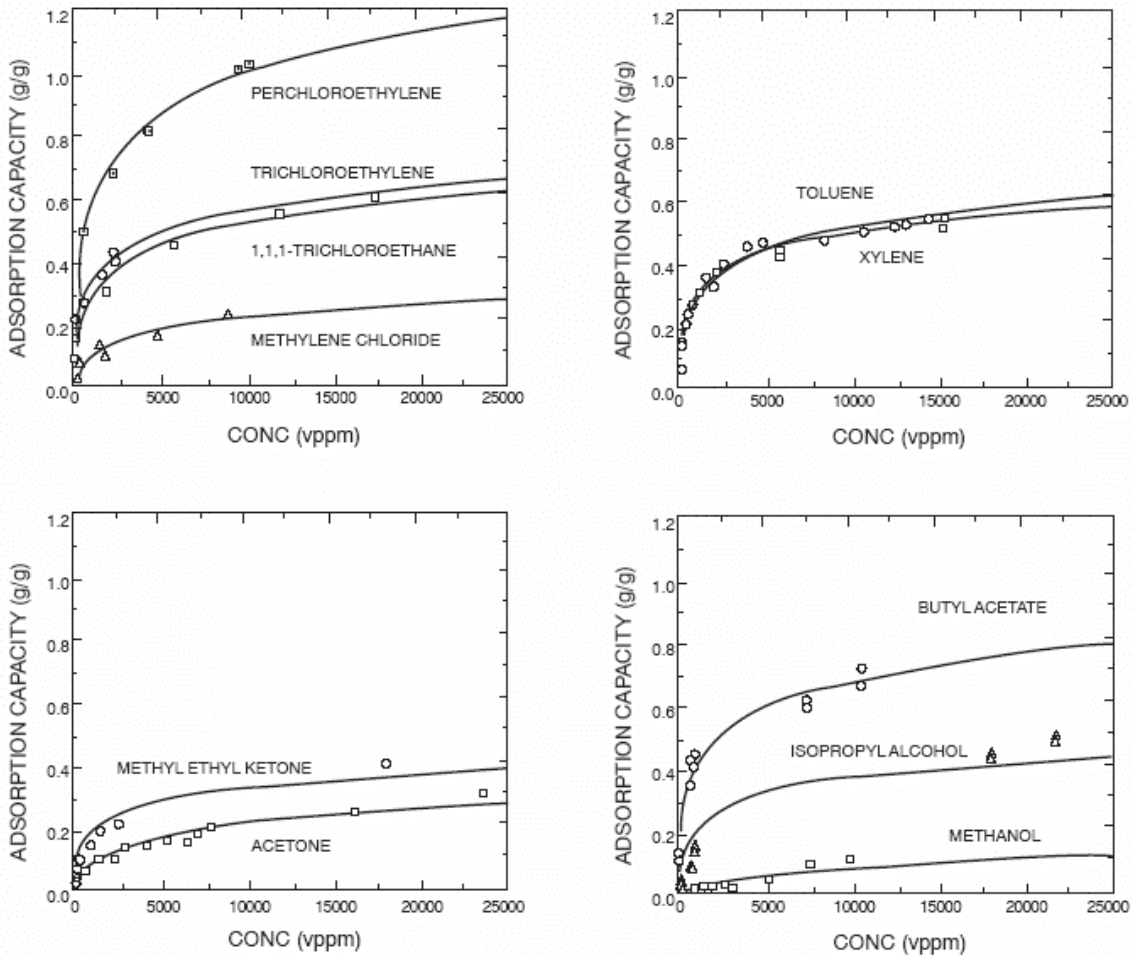 ADSORPTION CAPACITY (g/g)
1.2
1.0
0.8
0.6
0.4
0.2
0.0
PERCHLOROETHYLENE
TRICHLOROETHYLENE
1,1,1-TRICHLOROETHANE
METHYLENE CHLORIDE
0 5000 10000 15000 20000 25000
CONC (vppm)
ADSORPTION CAPACITY (g/g)
1.2
1.0
0.8
0.6
0.4
0.2
0.0
TOLUENE
XYLENE
0 5000 10000 15000 20000 25000
CONC (vppm)
ADSORPTION CAPACITY (g/g)
1.2
1.0
0.8
0.6
0.4
0.2
0.0
METHYL ETHYL KETONE
ACETONE
0 5000 10000 15000 20000 25000
CONC (vppm)
ADSORPTION CAPACITY (g/g)
1.2
1.0
0.8
0.6
0.4
0.2
0.0
BUTYL ACETATE
ISOPROPYL ALCOHOL
METHANOL
0 5000 10000 15000 20000 25000
CONC (vppm)